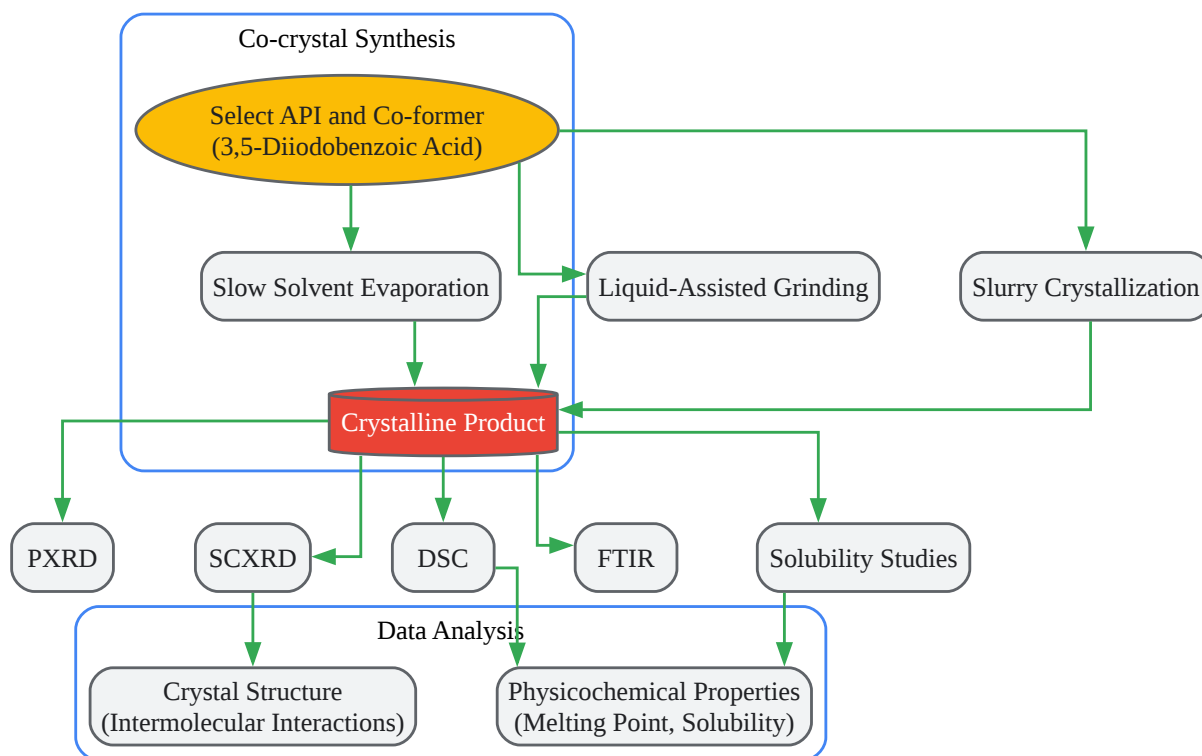 Co-crystal Synthesis
Select API and Co-former
(3,5-Diiodobenzoic Acid)
Slow Solvent Evaporation
Liquid-Assisted Grinding
Slurry Crystallization
Crystalline Product
PXRD
SCXRD
DSC
FTIR
Solubility Studies
Data Analysis
Crystal Structure
(Intermolecular Interactions)
Physicochemical Properties
(Melting Point, Solubility)